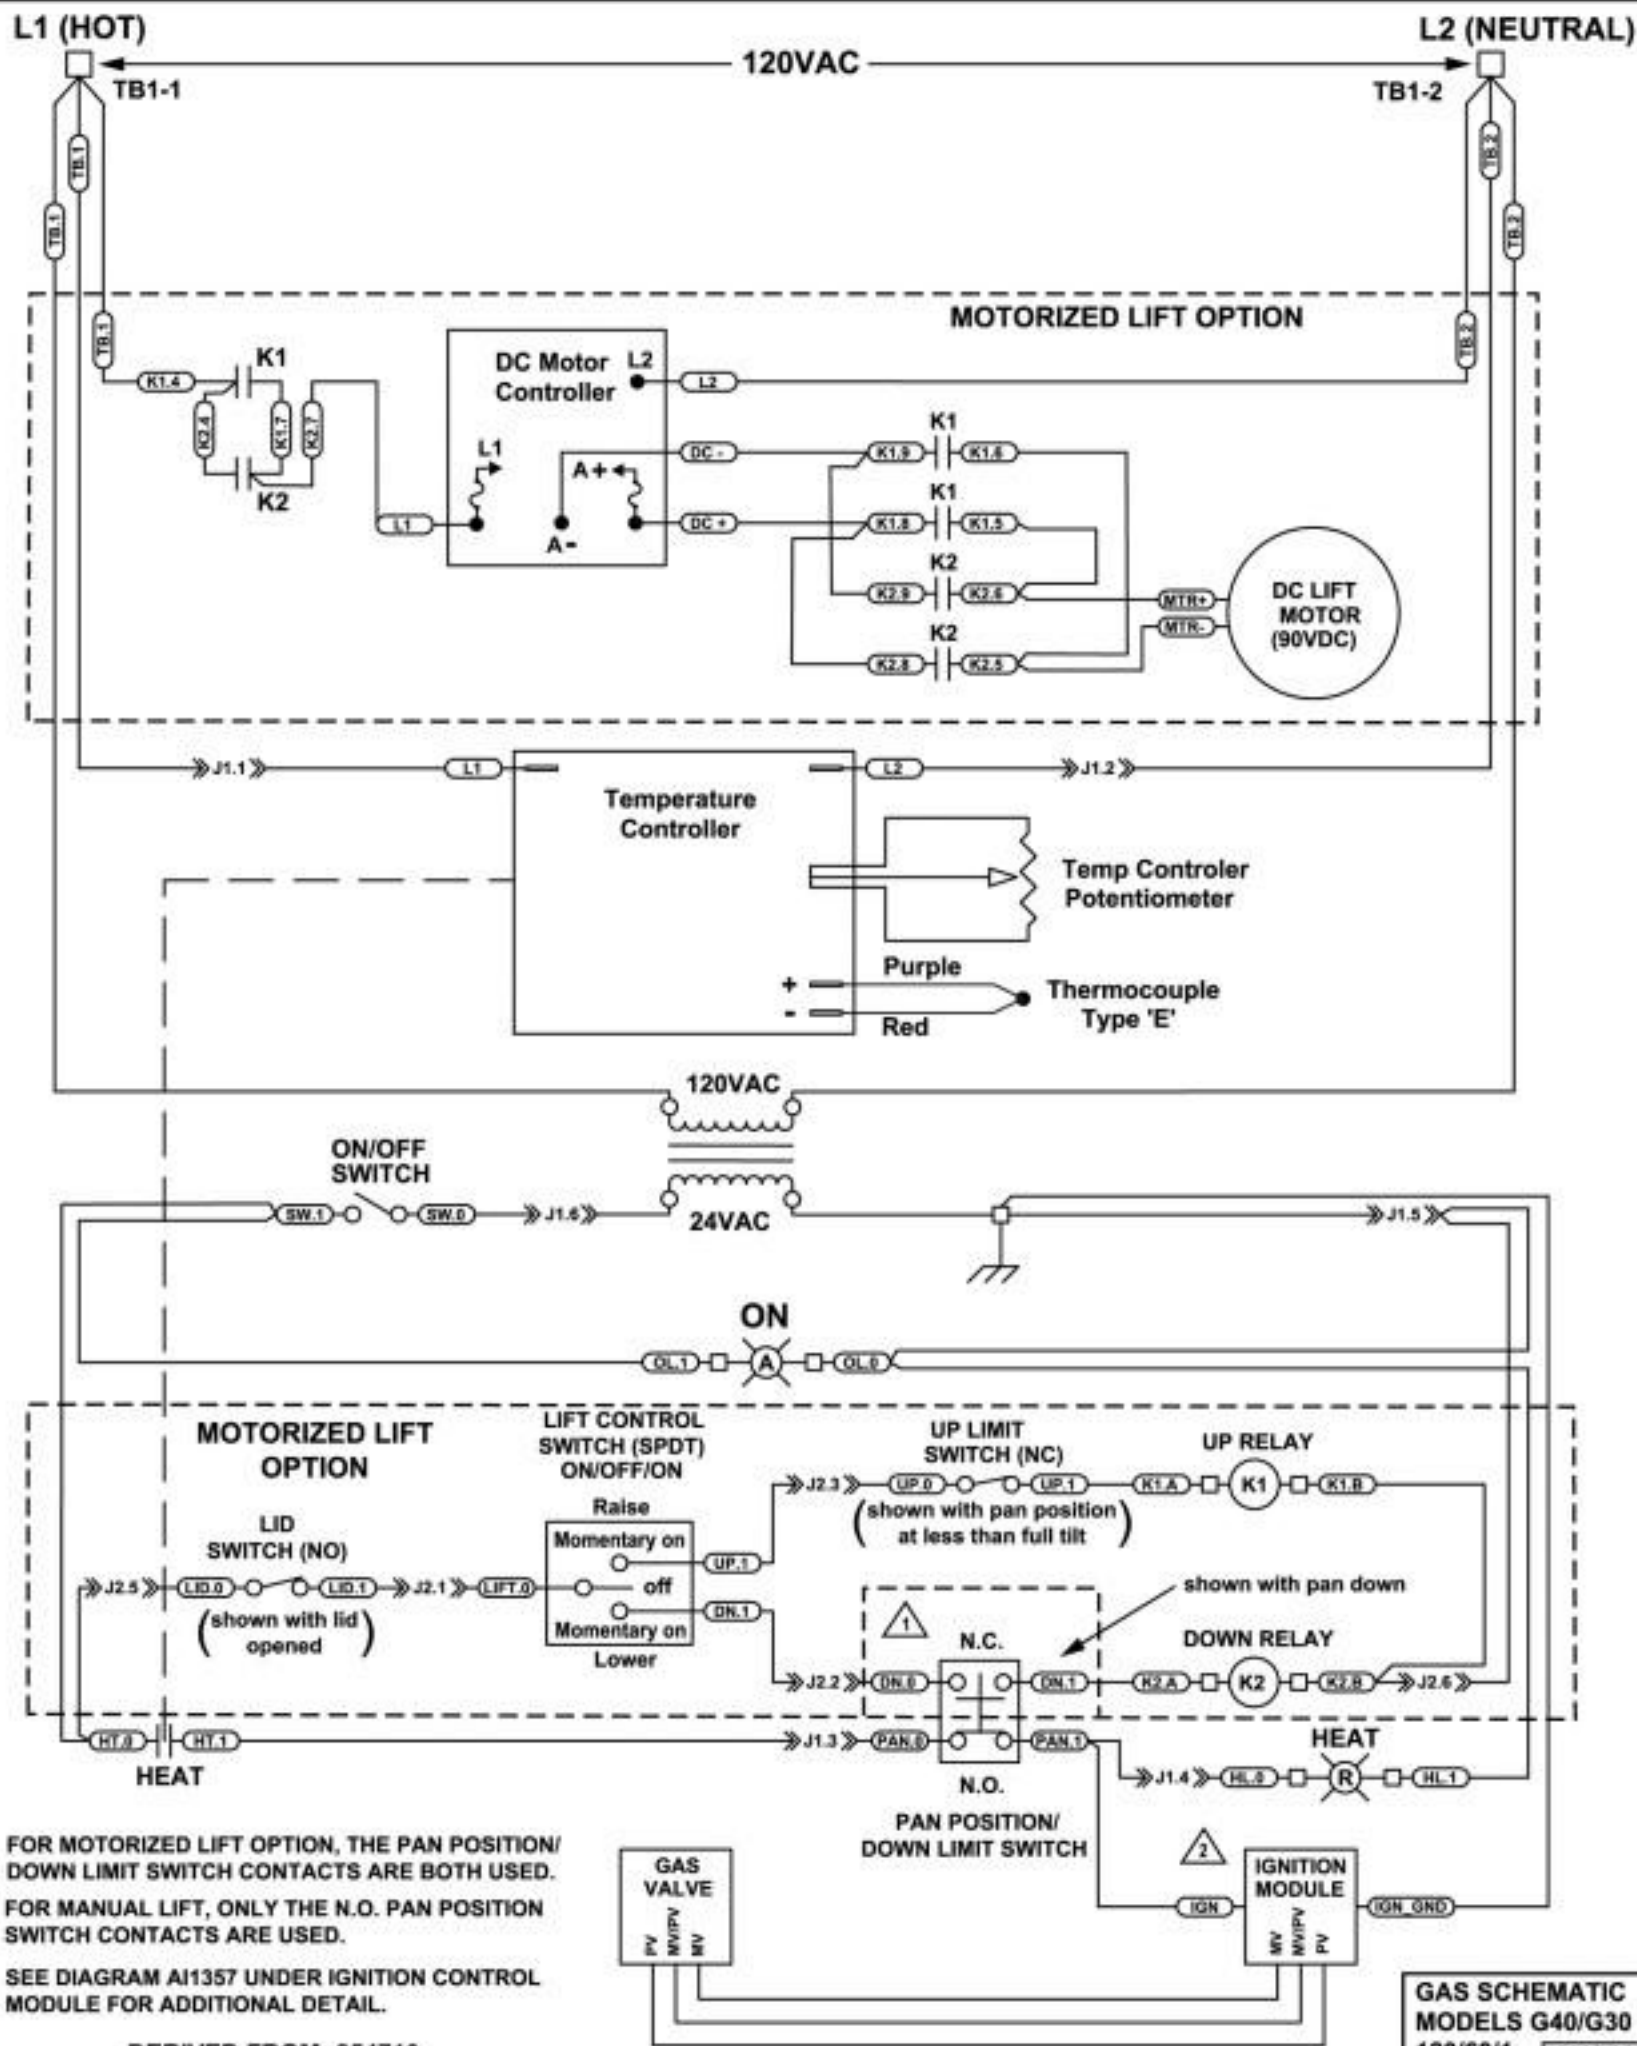 L1 (HOT)
L2 (NEUTRAL)
120VAC
TB1-1
TB1-2
TB.1
TB.1
TB.1
TB.2
TB.2
TB.2
MOTORIZED LIFT OPTION
K1
K1.4
K2.4
K1.7
K2.7
K2
DC Motor
Controller
L2
L2
L1
A+
A-
L1
DC -
DC +
K1
K1.9
K1.6
K1
K1.8
K1.5
K2
K2.9
K2.6
K2
K2.8
K2.5
MTR+
MTR-
DC LIFT
MOTOR
(90VDC)
J1.1
L1
L2
J1.2
Temperature
Controller
Temp Controler
Potentiometer
+
-
Purple
Red
Thermocouple
Type 'E'
120VAC
24VAC
ON/OFF
SWITCH
SW.1
SW.0
J1.6
J1.5
ON
OL.1
A
OL.0
MOTORIZED LIFT
OPTION
LIFT CONTROL
SWITCH (SPDT)
ON/OFF/ON
Raise
Momentary on
off
Momentary on
Lower
UP.1
DN.1
LID
SWITCH (NO)
J2.5
LID.0
LID.1
J2.1
LIFT.0
(shown with lid
opened)
UP LIMIT
SWITCH (NC)
J2.3
UP.0
UP.1
(shown with pan position
at less than full tilt)
UP RELAY
K1.A
K1
K1.B
shown with pan down
1
N.C.
J2.2
DN.0
DN.1
DOWN RELAY
K2.A
K2
K2.B
J2.6
HT.0
HT.1
HEAT
J1.3
PAN.0
PAN.1
N.O.
PAN POSITION/
DOWN LIMIT SWITCH
HEAT
J1.4
HL.0
R
HL.1
FOR MOTORIZED LIFT OPTION, THE PAN POSITION/
DOWN LIMIT SWITCH CONTACTS ARE BOTH USED.
FOR MANUAL LIFT, ONLY THE N.O. PAN POSITION
SWITCH CONTACTS ARE USED.
SEE DIAGRAM AI1357 UNDER IGNITION CONTROL
MODULE FOR ADDITIONAL DETAIL.
GAS
VALVE
PV
MV/PV
MV
2
IGN
IGNITION
MODULE
IGN_GND
MV
MV/PV
PV
GAS SCHEMATIC
MODELS G40/G30